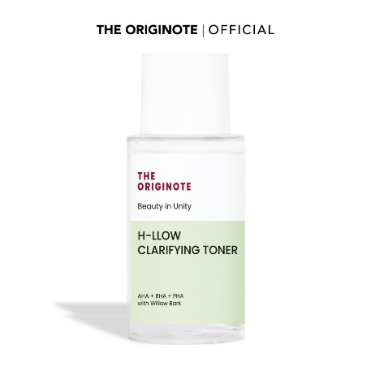 THE ORIGINOTE | OFFICIAL
THE
ORIGINOTE
Beauty in Unity
H-LLOW
CLARIFYING TONER
AHA + BHA + PHA
with Willow Bark